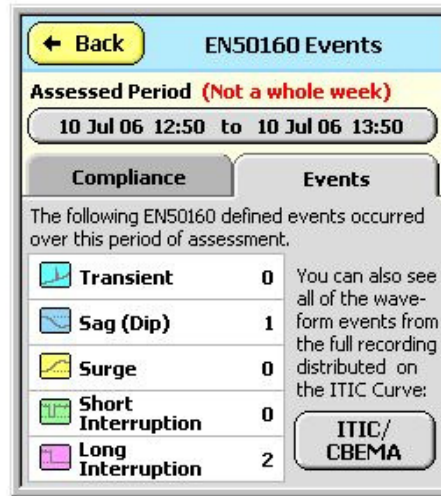 Back
EN50160 Events
Assessed Period (Not a whole week)
10 Jul 06 12:50 to 10 Jul 06 13:50
Compliance
Events
The following EN50160 defined events occurred
over this period of assessment.
Transient 0
Sag (Dip) 1
Surge 0
Short
Interruption 0
Long
Interruption 2
You can also see
all of the wave-
form events from
the full recording
distributed on
the ITIC Curve:
ITIC/
CBEMA